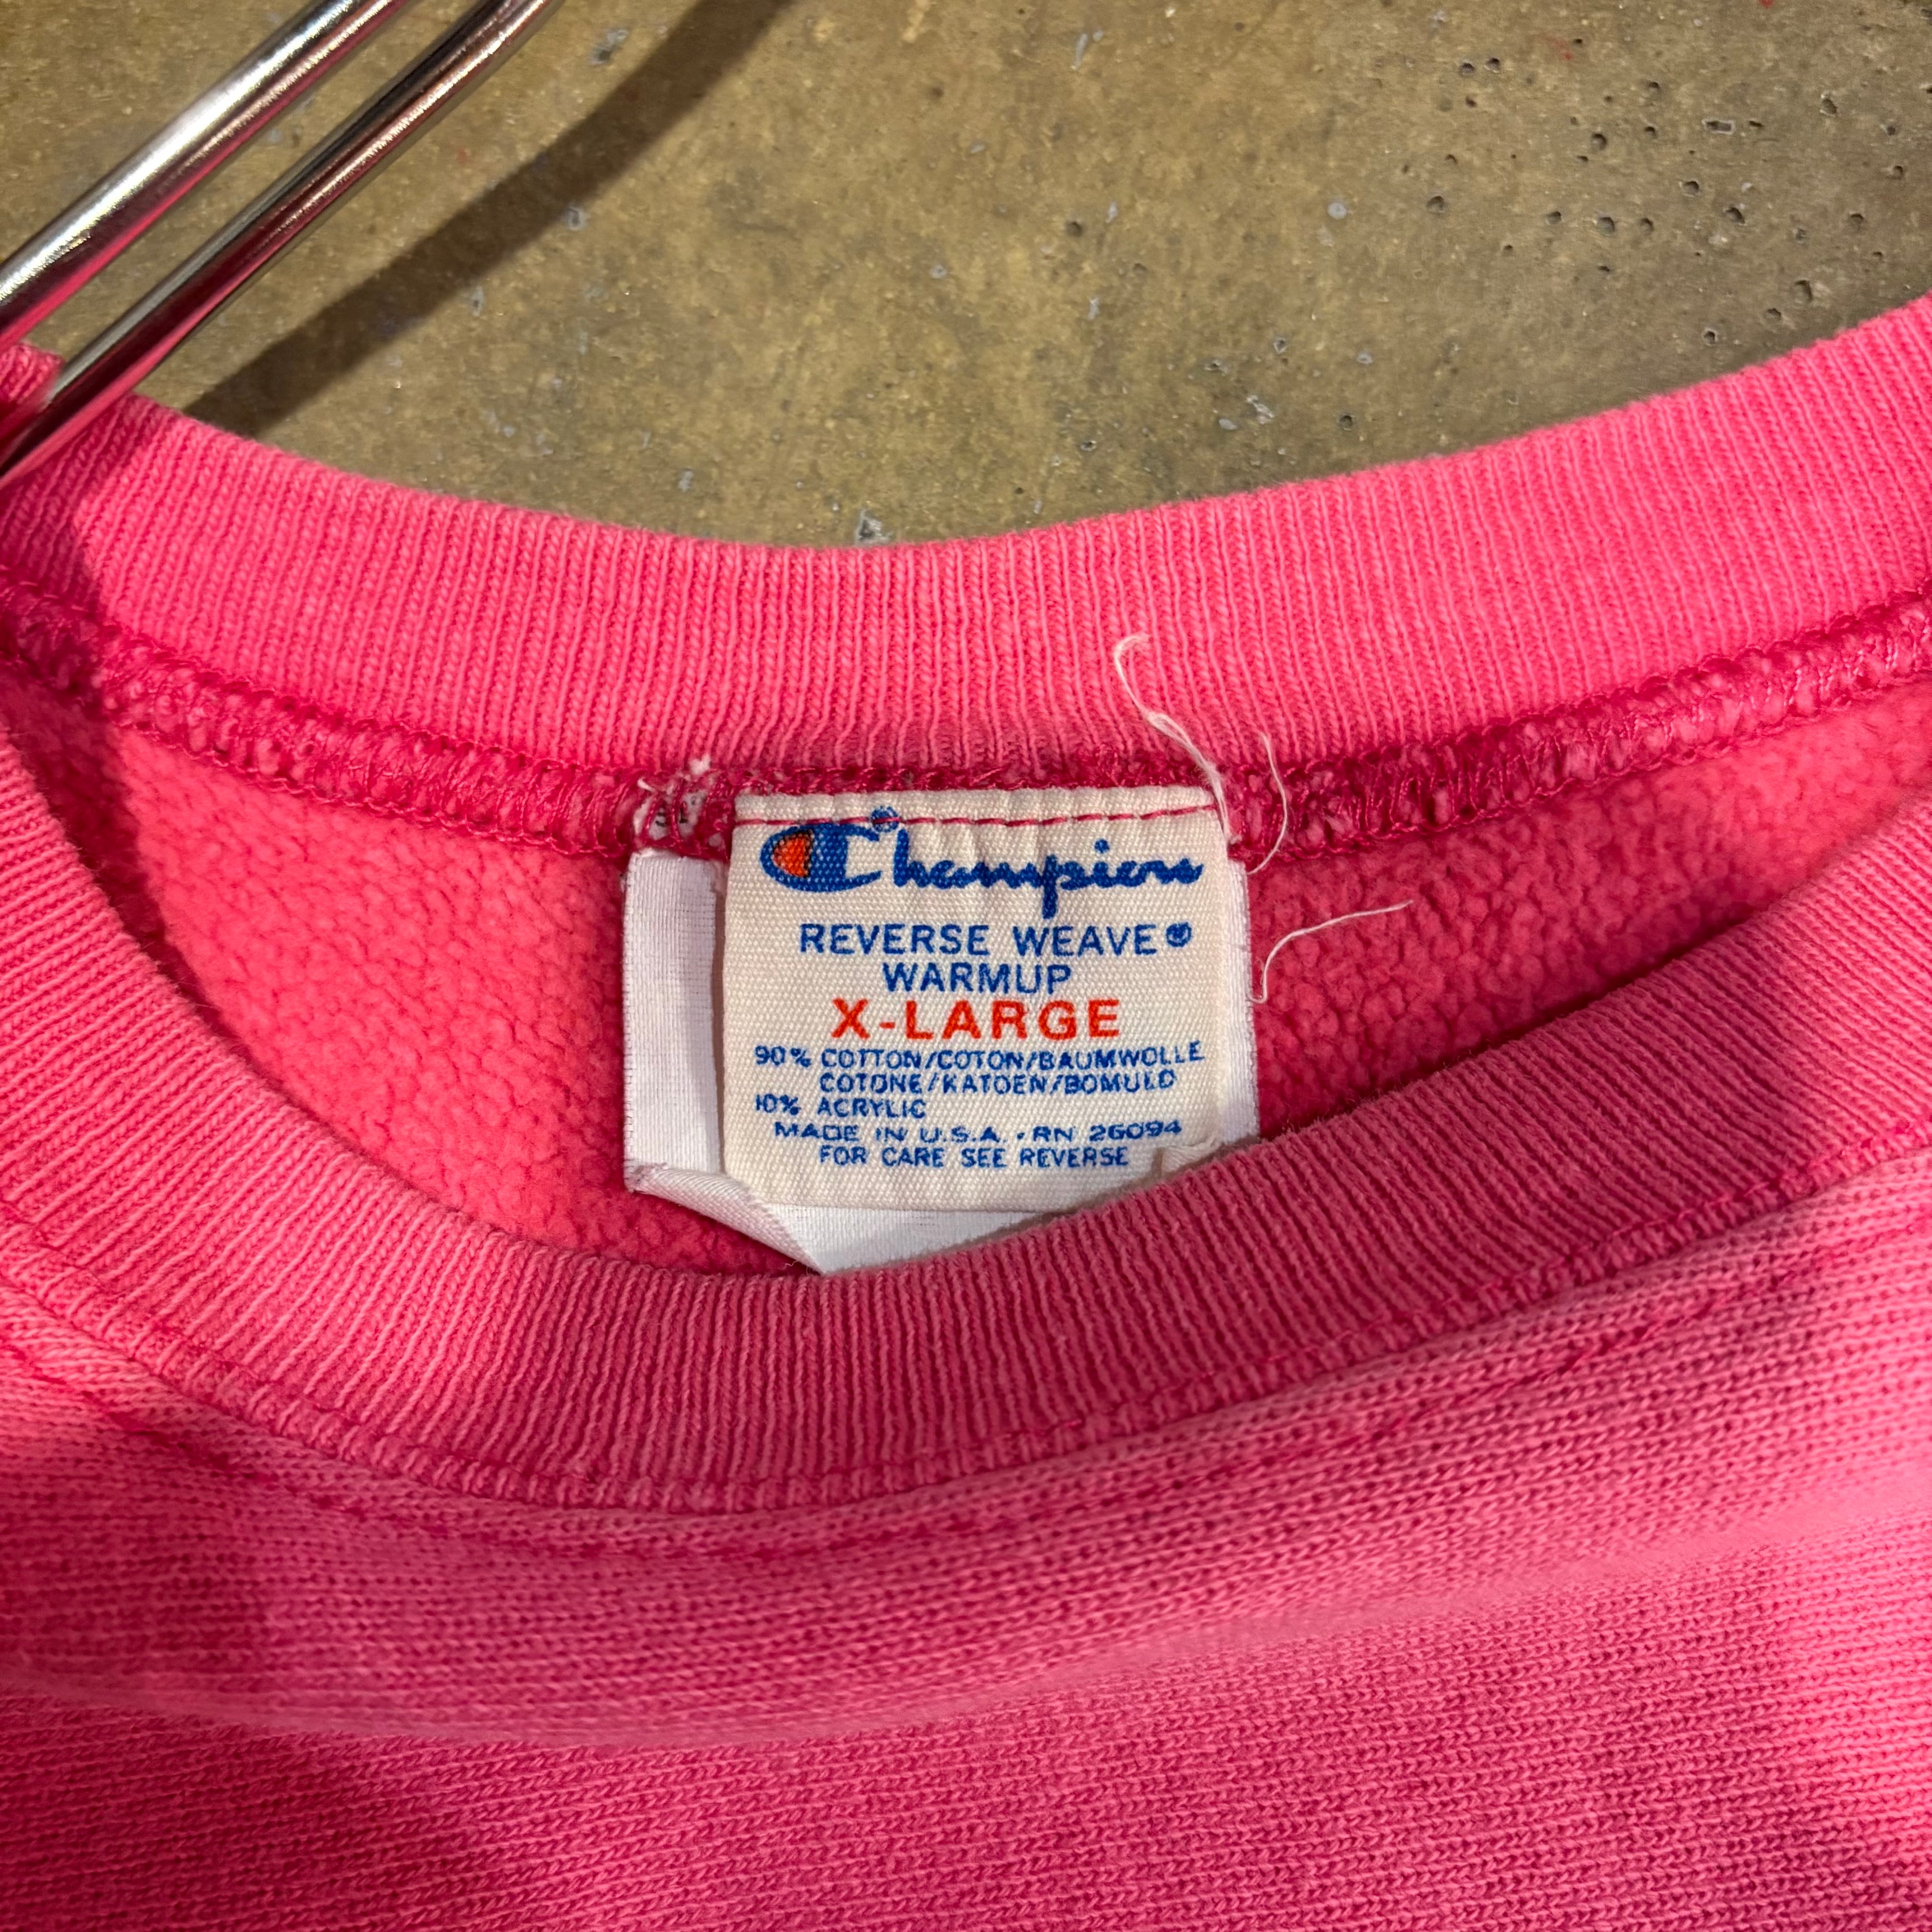 Champion
REVERSE WEAVE®
WARMUP
X-LARGE
90% COTTON/COTON/BAUMWOLLE
COTONE/KATOEN/BOMULD
10% ACRYLIC
MADE IN U.S.A. • RN 26094
FOR CARE SEE REVERSE